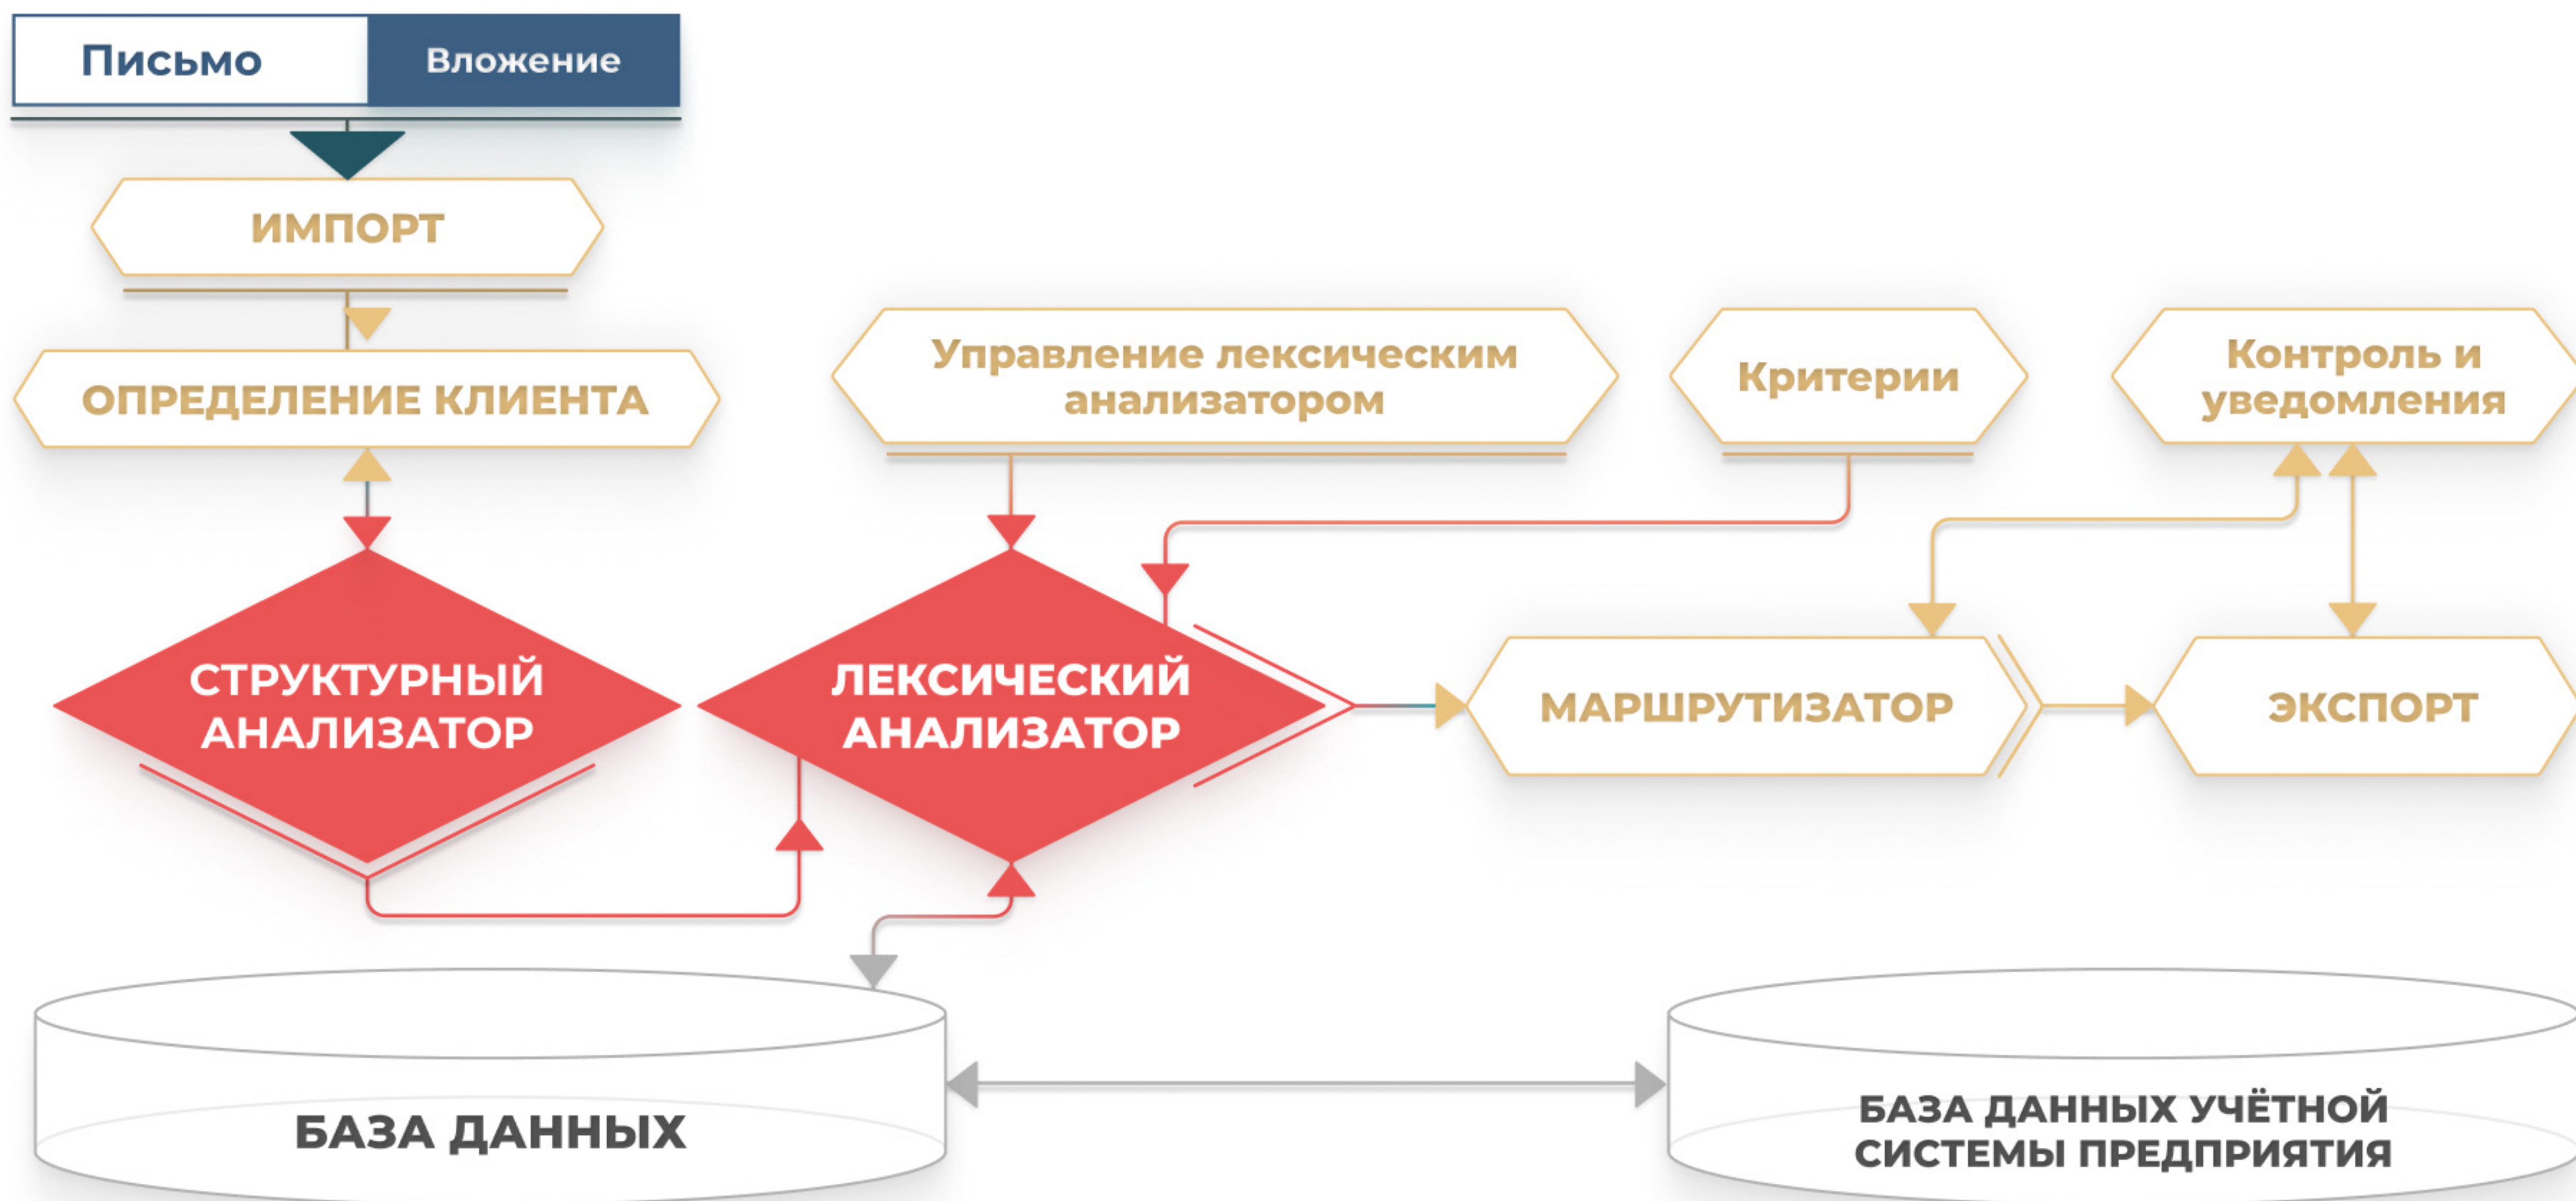 Письмо
Вложение
ИМПОРТ
ОПРЕДЕЛЕНИЕ КЛИЕНТА
Управление лексическим
анализатором
Критерии
Контроль и
уведомления
СТРУКТУРНЫЙ
АНАЛИЗАТОР
ЛЕКСИЧЕСКИЙ
АНАЛИЗАТОР
МАРШРУТИЗАТОР
ЭКСПОРТ
БАЗА ДАННЫХ
БАЗА ДАННЫХ УЧЁТНОЙ
СИСТЕМЫ ПРЕДПРИЯТИЯ